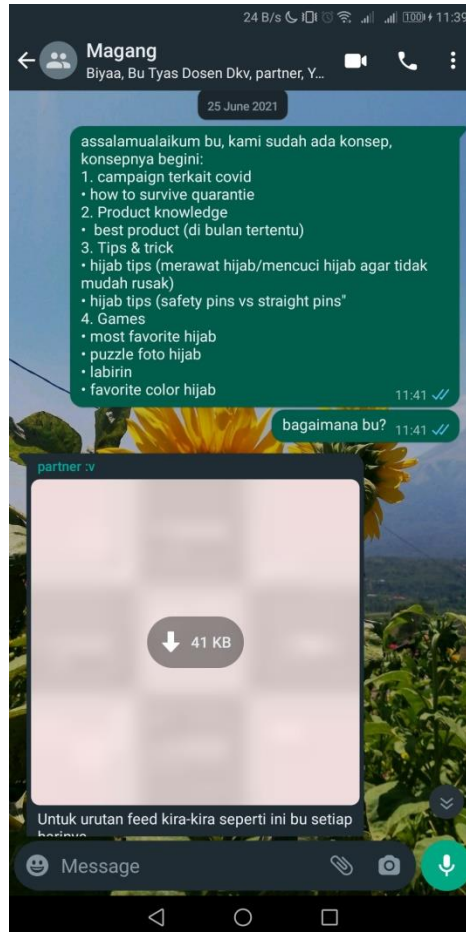 24 B/s 100 11:39
Magang
Biyaa, Bu Tyas Dosen Dkv, partner, Y...
25 June 2021
assalamualaikum bu, kami sudah ada konsep,
konsepnya begini:
1. campaign terkait covid
• how to survive quarantie
2. Product knowledge
• best product (di bulan tertentu)
3. Tips & trick
• hijab tips (merawat hijab/mencuci hijab agar tidak
mudah rusak)
• hijab tips (safety pins vs straight pins"
4. Games
• most favorite hijab
• puzzle foto hijab
• labirin
• favorite color hijab
11:41
bagaimana bu? 11:41
partner :v
41 KB
Untuk urutan feed kira-kira seperti ini bu setiap
harinya
Message